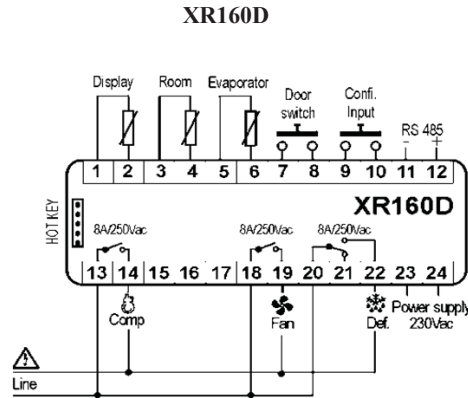 XR160D
Display Room Evaporator Door switch Confi. Input RS 485
- +
1 2 3 4 5 6 7 8 9 10 11 12
HOT KEY
XR160D
8A/250Vac 8A/250Vac 8A/250Vac
13 14 15 16 17 18 19 20 21 22 23 24
Comp Fan Def. Power supply 230Vac
Line